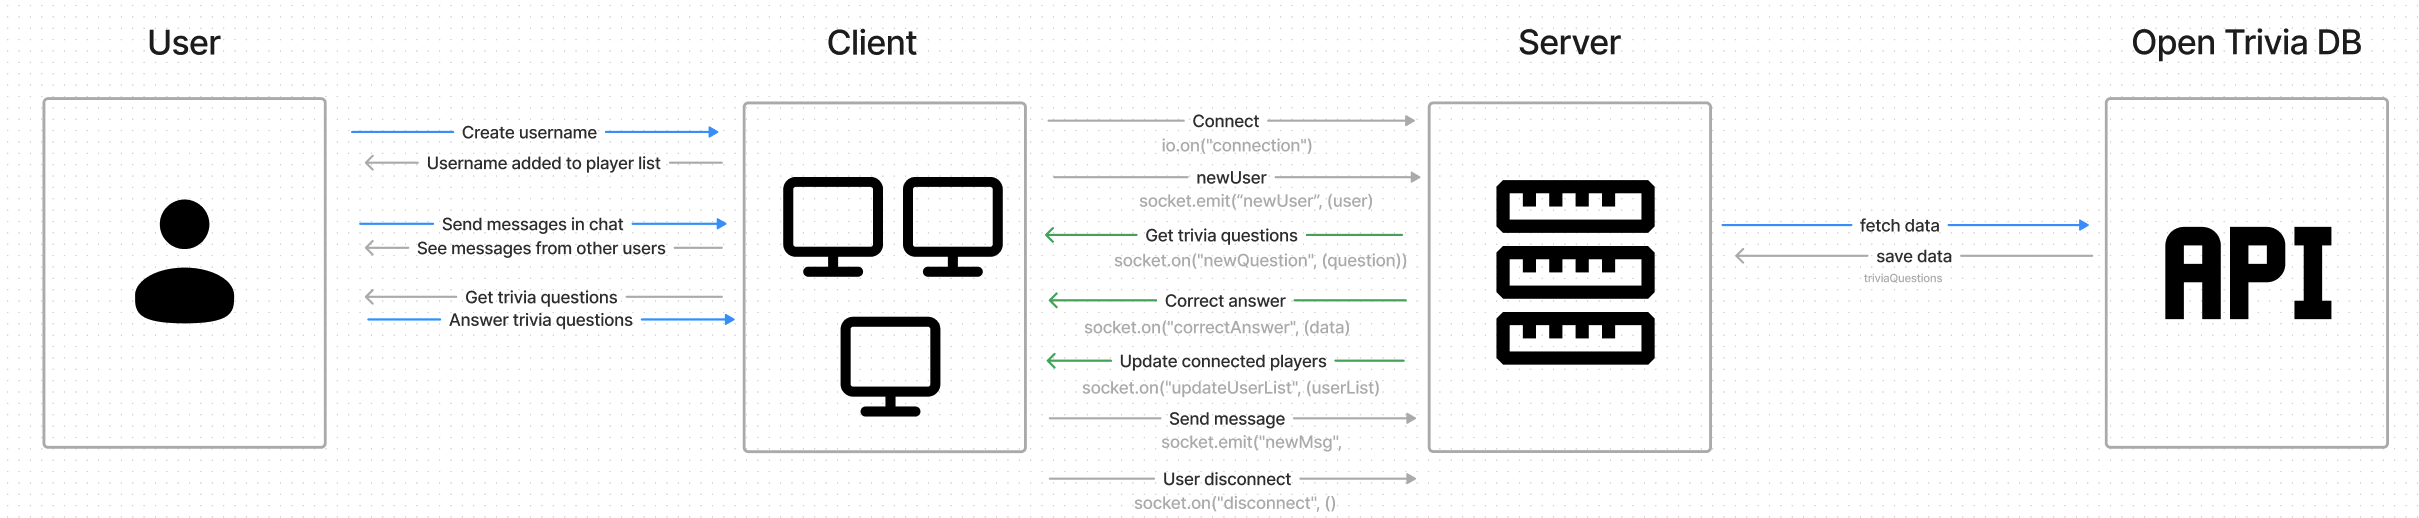 User
Client
Server
Open Trivia DB
Create username
Username added to player list
Send messages in chat
See messages from other users
Get trivia questions
Answer trivia questions
Connect
io.on("connection")
newUser
socket.emit(“newUser”, (user)
Get trivia questions
socket.on("newQuestion", (question))
Correct answer
socket.on("correctAnswer", (data)
Update connected players
socket.on("updateUserList", (userList)
Send message
socket.emit("newMsg",
User disconnect
socket.on("disconnect", ()
fetch data
save data
triviaQuestions
API